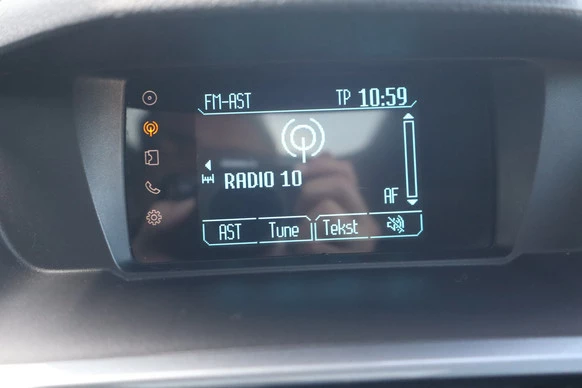 FM-AST TP 10:59
RADIO 10
AF
AST Tune Tekst